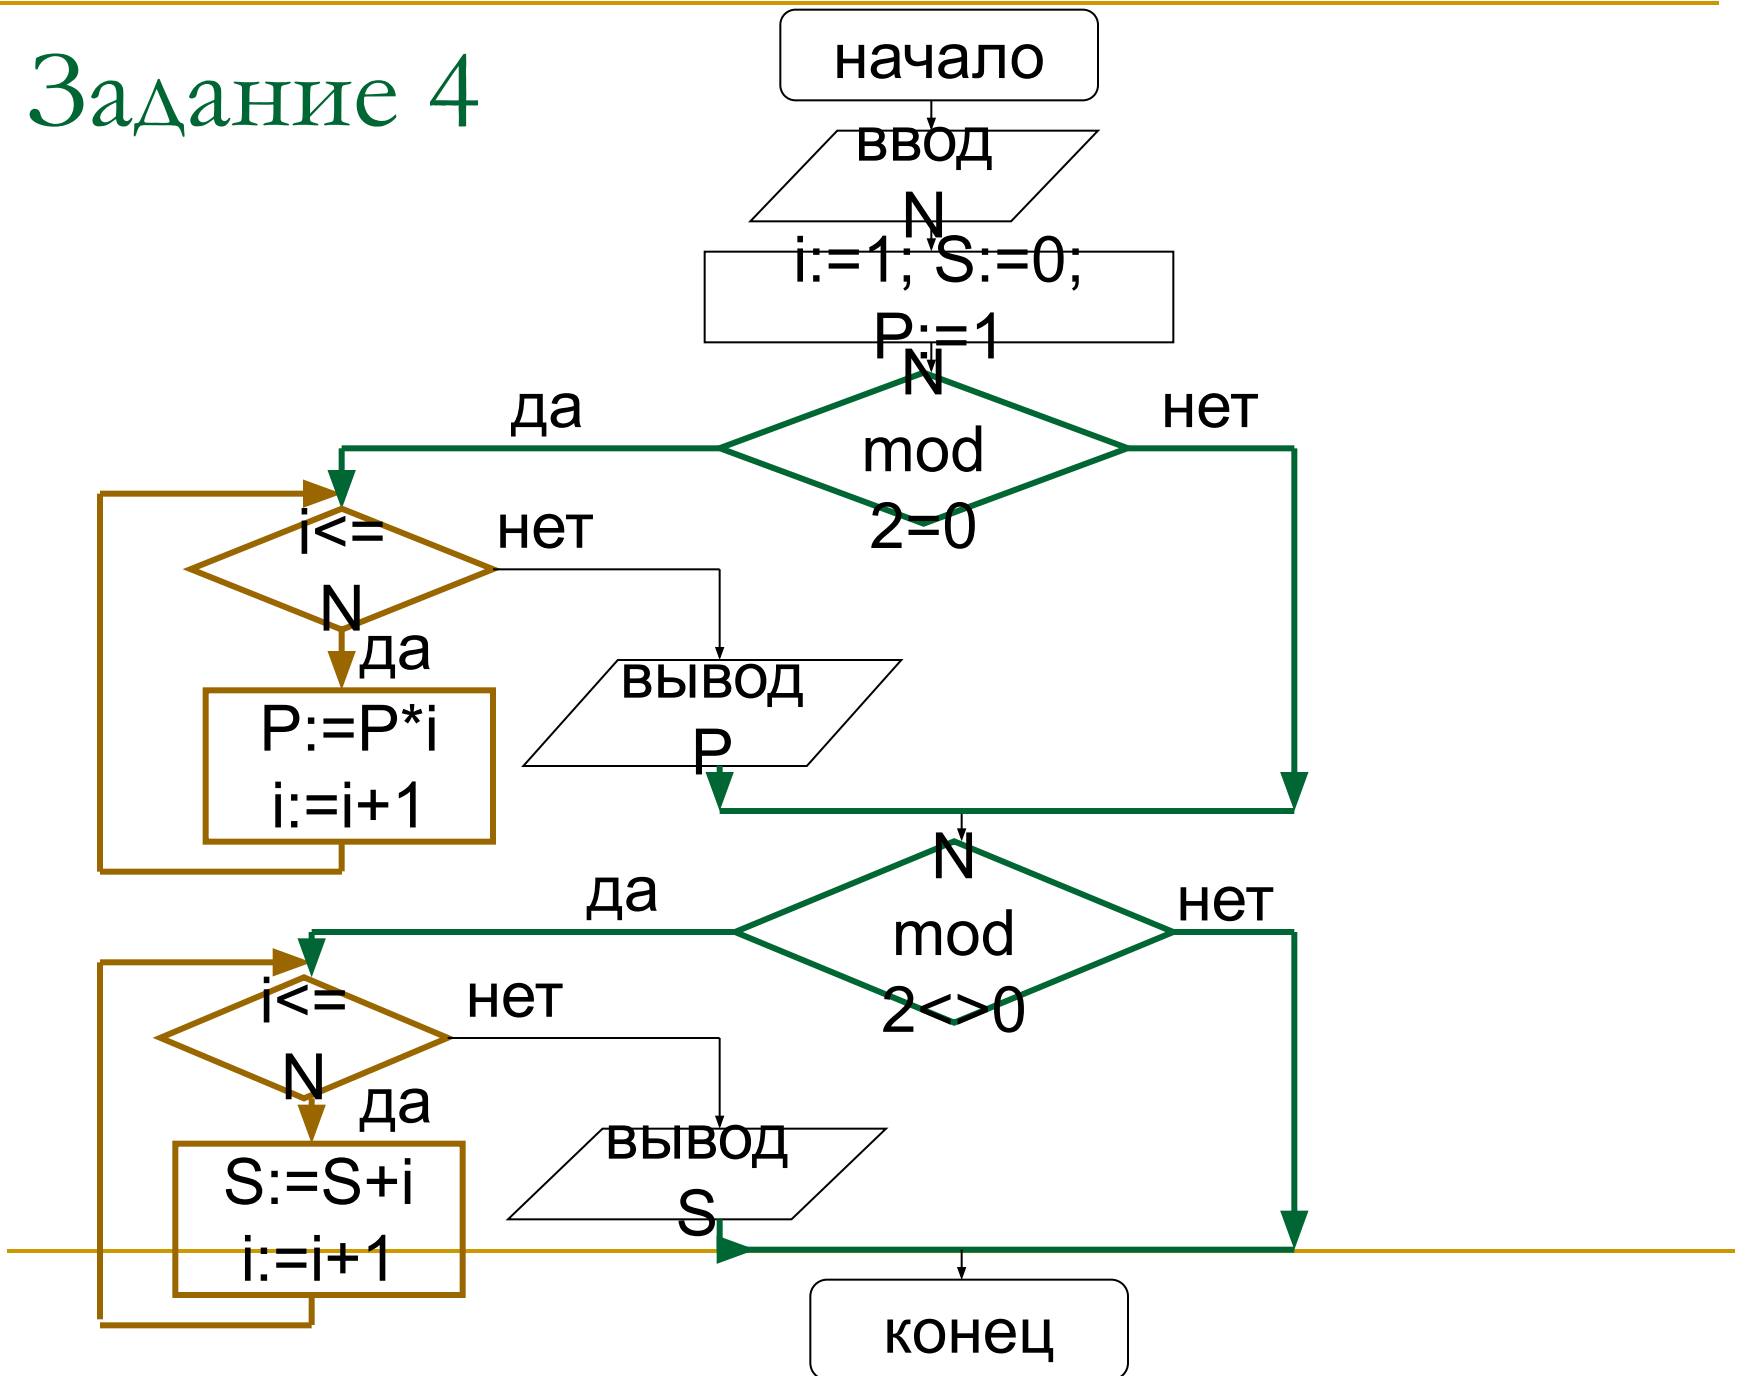 Задание 4
начало
ввод
N
i:=1; S:=0;
P:=1
N
mod
2=0
да
нет
i<=
N
нет
да
P:=P*i
i:=i+1
вывод
P
N
mod
2<>0
да
нет
i<=
N
нет
да
S:=S+i
i:=i+1
вывод
S
конец